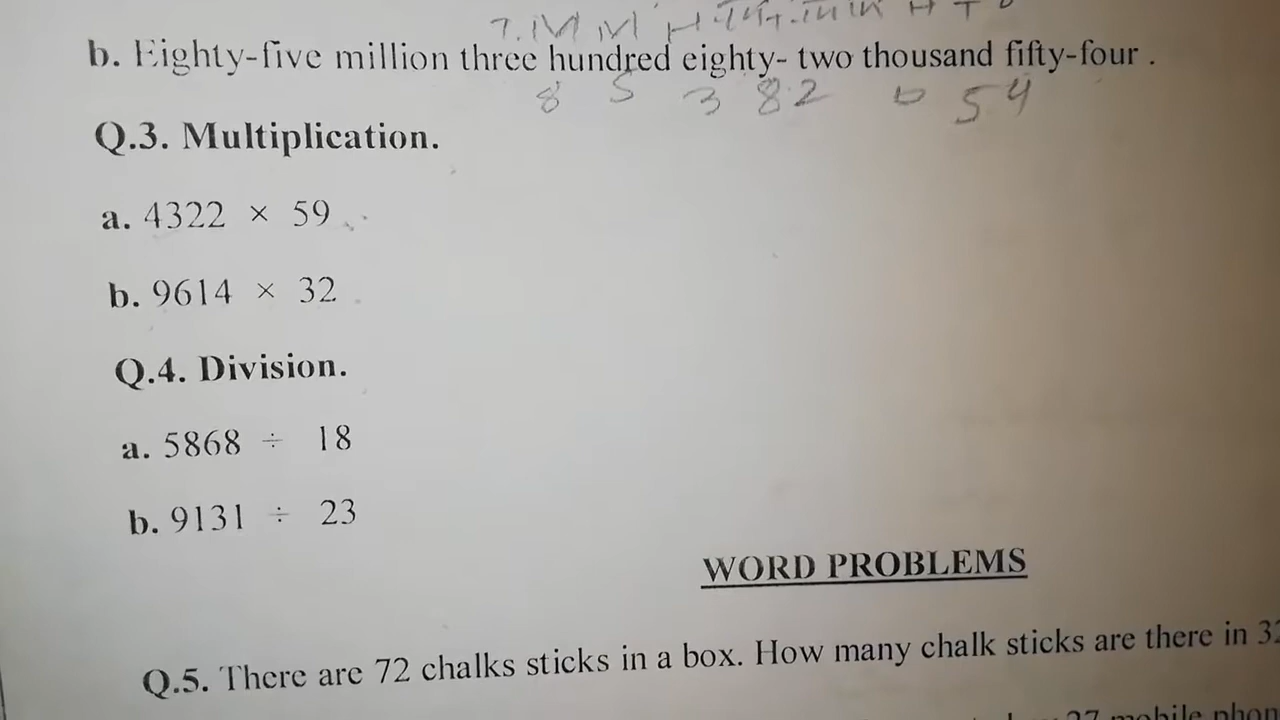 T.M M H
b. Eighty-five million three hundred eighty- two thousand fifty-four .
8 5 3 8 2 0 5 4
Q.3. Multiplication.
a. 4322 × 59
b. 9614 × 32
Q.4. Division.
a. 5868 ÷ 18
b. 9131 ÷ 23
WORD PROBLEMS
Q.5. There are 72 chalks sticks in a box. How many chalk sticks are there in
27 mobile